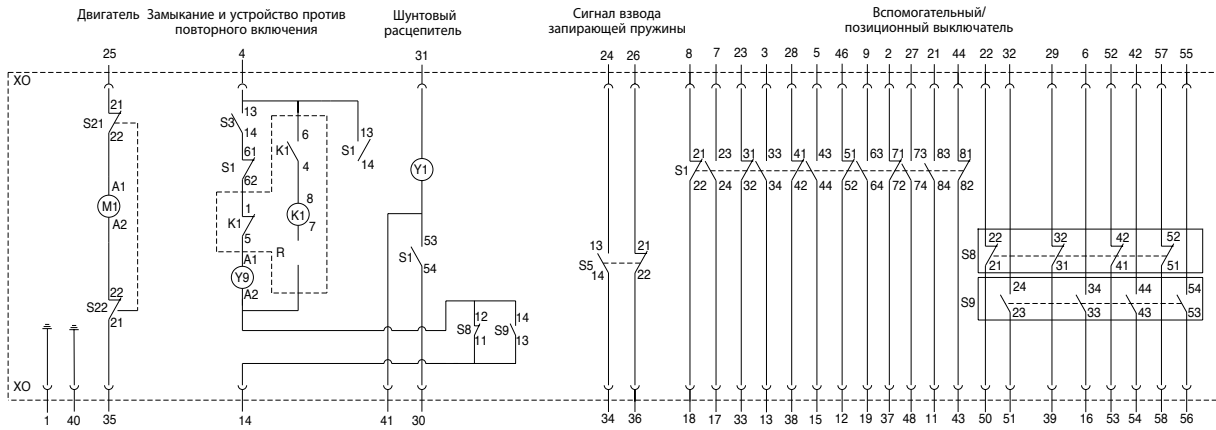 Двигатель
Замыкание и устройство против
повторного включения
Шунтовый
расцепитель
Сигнал взвода
запирающей пружины
Вспомогательный/
позиционный выключатель
25 4 31 24 26 8 7 23 3 28 5 46 9 2 27 21 44 22 32 29 6 52 42 57 55
XO
21
S21
22
A1
M1
A2
22
S22
21
13
S3
14
61
S1
62
1
K1
5
A1
Y9
A2
6
K1
4
8
K1
7
R
13
S1
14
Y1
53
S1
54
12
S8
11
14
S9
13
13
S5
14
21
22
S1
21 23 31 33 41 43 51 63 71 73 83 81
22 24 32 34 42 44 52 64 72 74 84 82
22 32 42 52
S8
21 31 41 51
24 34 44 54
S9
23 33 43 53
XO
1 40 35 14 41 30 34 36 18 17 33 13 38 15 12 19 37 48 11 43 50 51 39 16 53 54 58 56